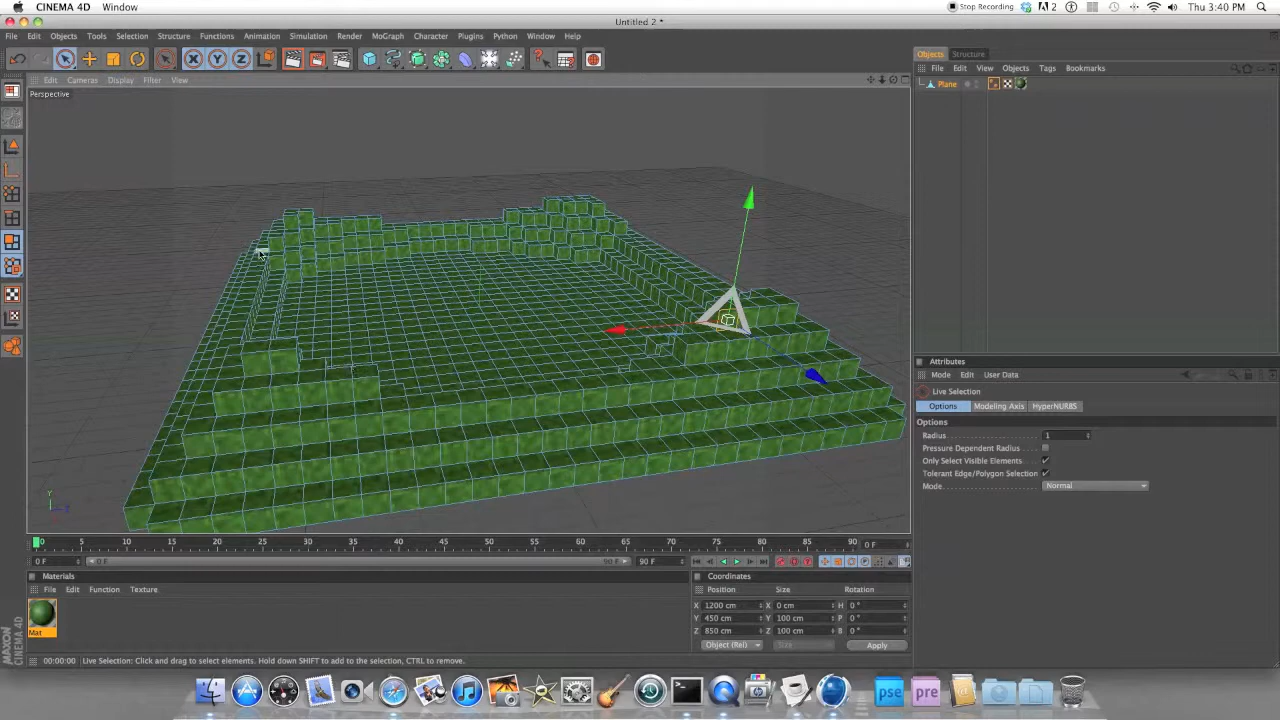 CINEMA 4D Window
Stop Recording
2
Thu 3:40 PM
Untitled 2 *
File Edit Objects Tools Selection Structure Functions Animation Simulation Render MoGraph Character Plugins Python Window Help
Objects Structure
File Edit View Objects Tags Bookmarks
Edit Cameras Display Filter View
Plane
Perspective
Attributes
Mode Edit User Data
Live Selection
Options Modeling Axis HyperNURBS
Options
Radius 1
Pressure Dependent Radius
Only Select Visible Elements
Tolerant Edge/Polygon Selection
Mode Normal
Y
Z
0 5 10 15 20 25 30 35 40 45 50 55 60 65 70 75 80 85 90 0 F
0 F 0 F 90 F 90 F
Materials
File Edit Function Texture
Mat
Coordinates
Position Size Rotation
X 1200 cm X 0 cm H 0 °
Y 450 cm Y 100 cm P 0 °
Z 850 cm Z 100 cm B 0 °
Object (Rel) Size Apply
MAXON CINEMA 4D
00:00:00 Live Selection: Click and drag to select elements. Hold down SHIFT to add to the selection, CTRL to remove.
pse pre